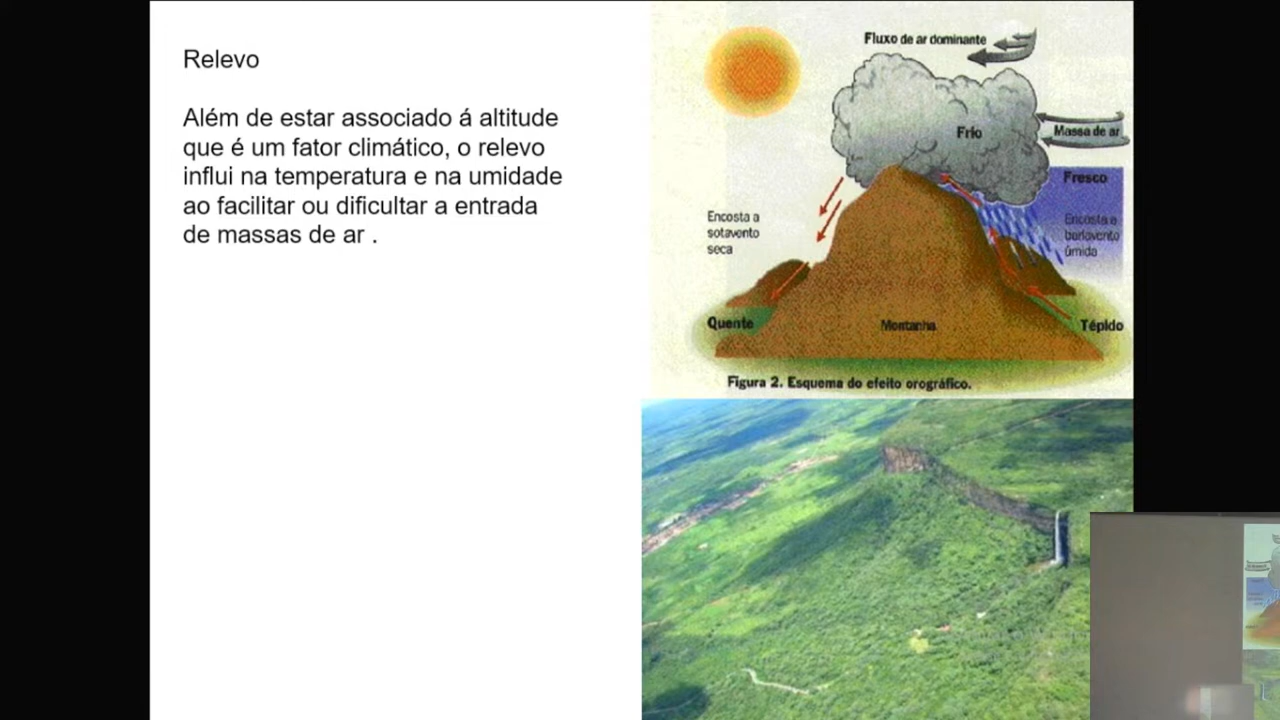 Relevo
Além de estar associado á altitude
que é um fator climático, o relevo
influi na temperatura e na umidade
ao facilitar ou dificultar a entrada
de massas de ar .
Fluxo de ar dominante
Frio
Massa de ar
Fresco
Encosta a
sotavento
seca
Encosta a
barlavento
úmida
Quente
Montanha
Tépido
Figura 2. Esquema do efeito orográfico.